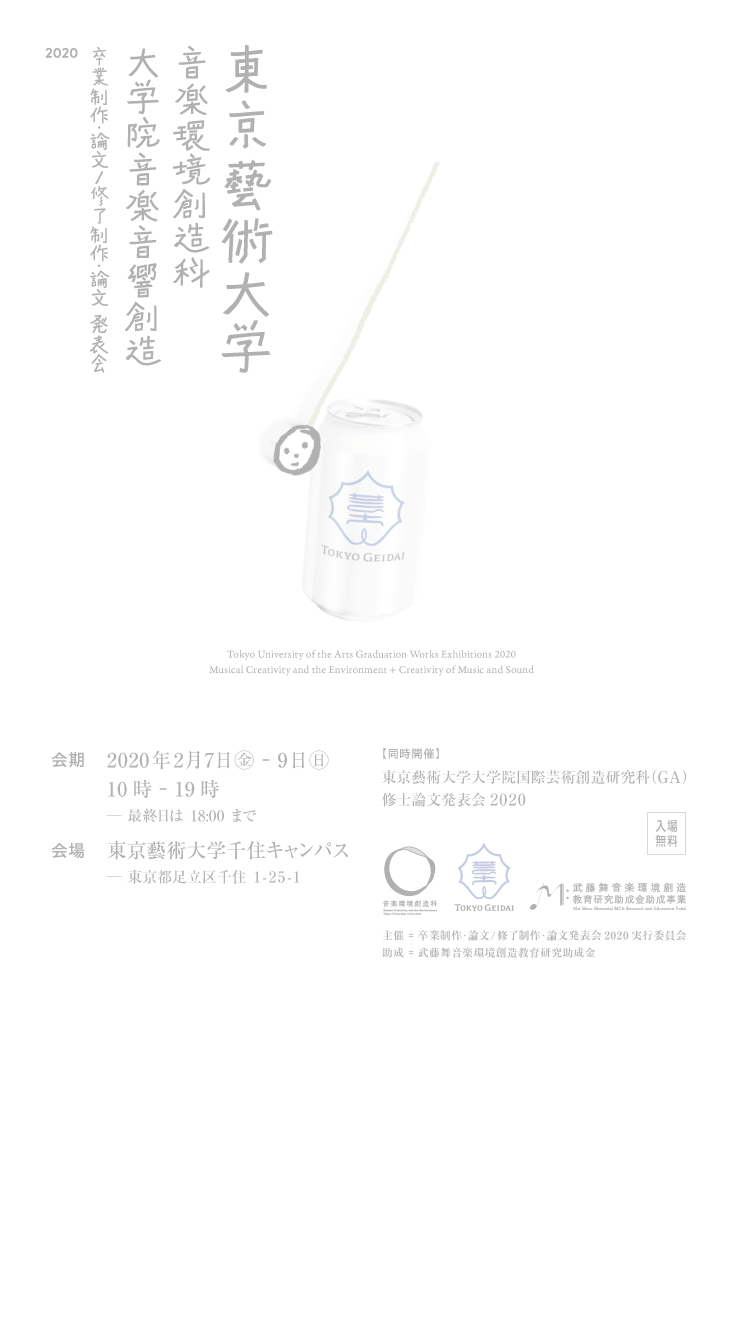 2020
東京藝術大学
音楽環境創造科
大学院音楽音響創造
卒業制作・論文/修了制作・論文 発表会
TOKYO GEIDAI
Tokyo University of the Arts Graduation Works Exhibitions 2020
Musical Creativity and the Environment + Creativity of Music and Sound
会期 2020年2月7日㊎ - 9日㊐
10時 - 19時
— 最終日は 18:00 まで
会場 東京藝術大学千住キャンパス
— 東京都足立区千住 1-25-1
【同時開催】
東京藝術大学大学院国際芸術創造研究科(GA)
修士論文発表会 2020
入場
無料
音楽環境創造科
TOKYO GEIDAI
武藤舞音楽環境創造
教育研究助成金助成事業
主催 = 卒業制作・論文/修了制作・論文発表会 2020 実行委員会
助成 = 武藤舞音楽環境創造教育研究助成金